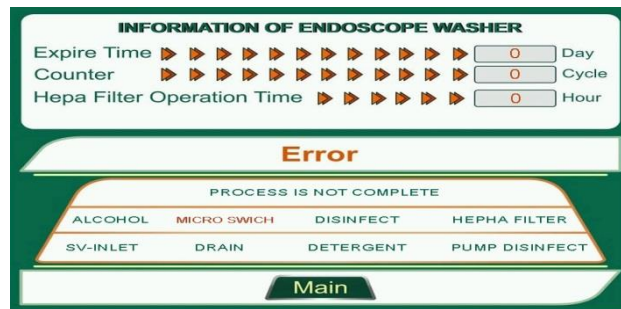 INFORMATION OF ENDOSCOPE WASHER
Expire Time 0 Day
Counter 0 Cycle
Hepa Filter Operation Time 0 Hour
Error
PROCESS IS NOT COMPLETE
ALCOHOL MICRO SWICH DISINFECT HEPHA FILTER
SV-INLET DRAIN DETERGENT PUMP DISINFECT
Main